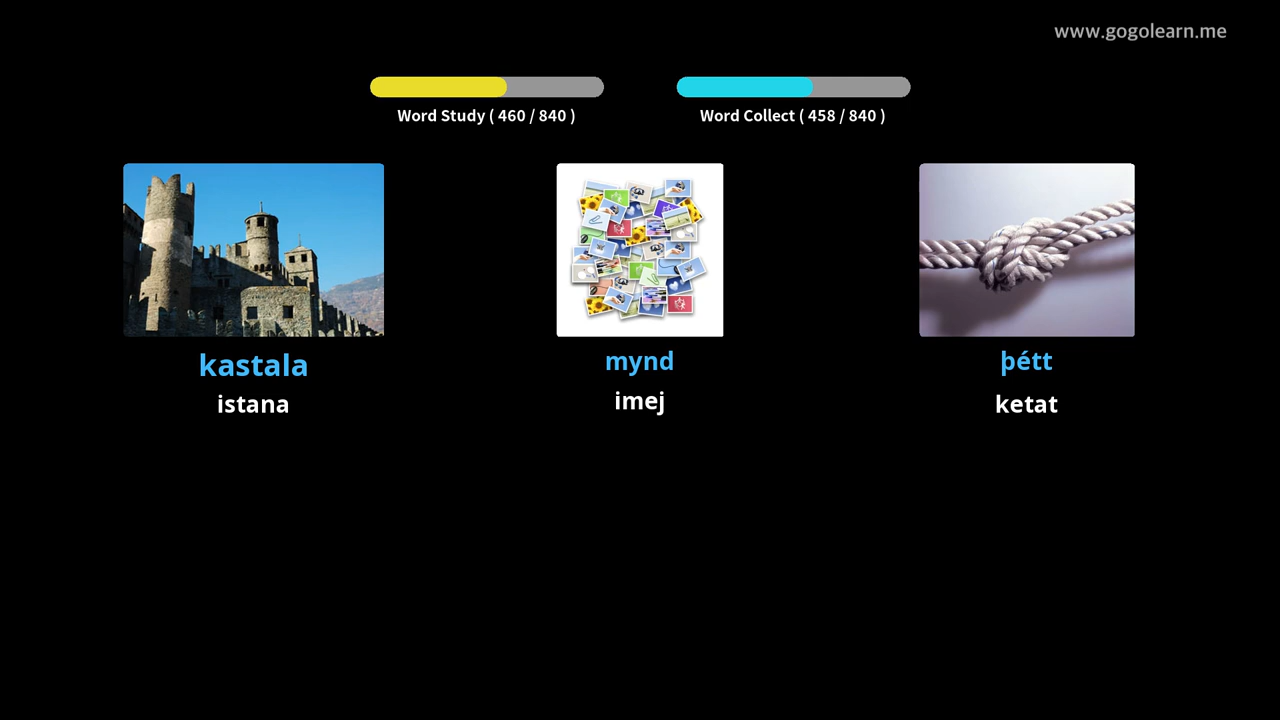 www.gogolearn.me
Word Study ( 460 / 840 )
Word Collect ( 458 / 840 )
kastala
istana
mynd
imej
þétt
ketat